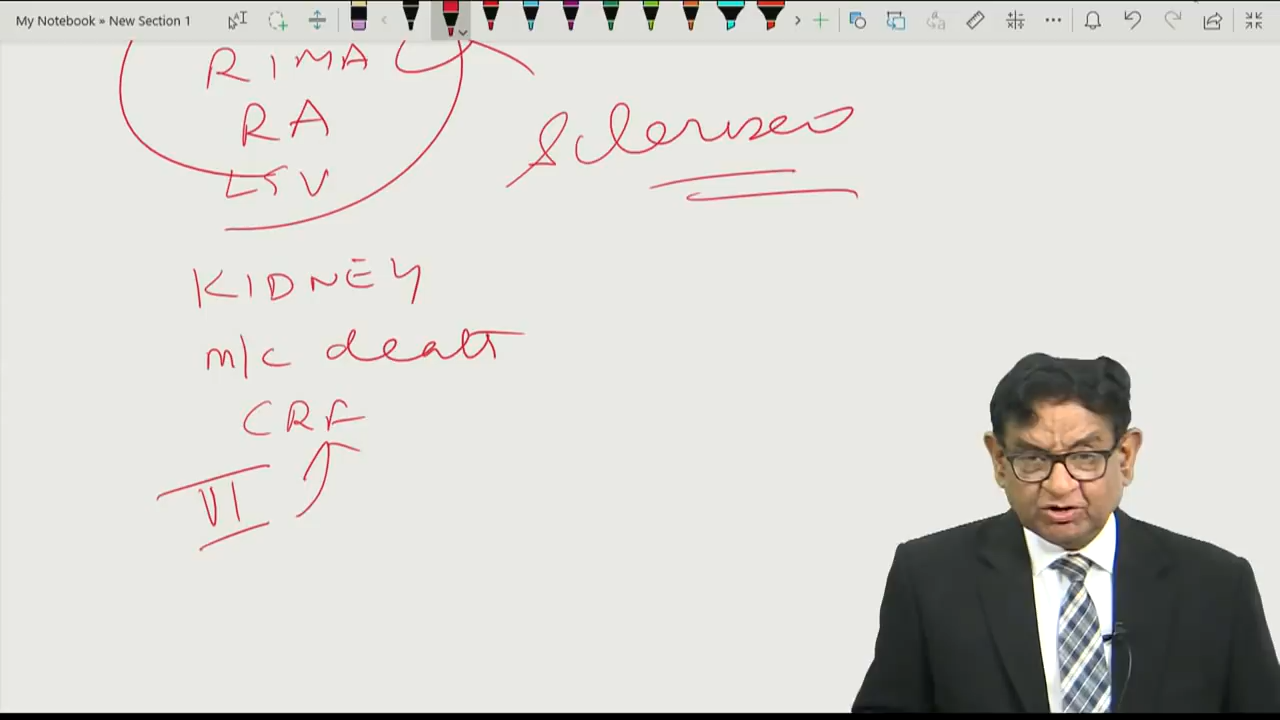 My Notebook » New Section 1
RIMA
RA
LSV
Sclerosed
KIDNEY
m/c death
CRF
VI